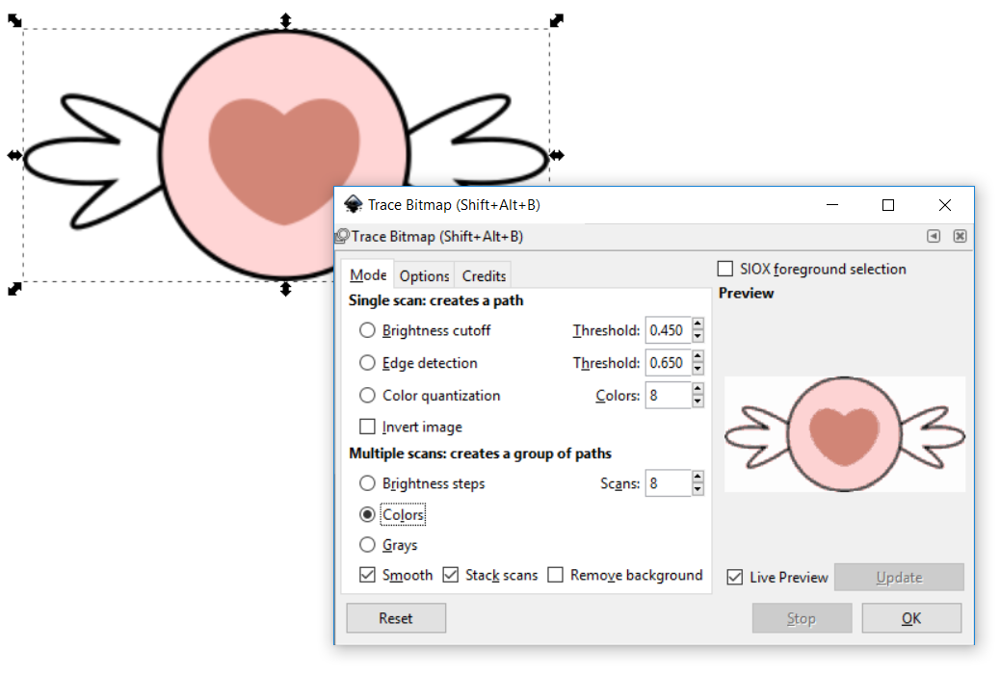 Trace Bitmap (Shift+Alt+B)
Trace Bitmap (Shift+Alt+B)
Mode Options Credits
SIOX foreground selection
Preview
Single scan: creates a path
Brightness cutoff Threshold: 0.450
Edge detection Threshold: 0.650
Color quantization Colors: 8
Invert image
Multiple scans: creates a group of paths
Brightness steps Scans: 8
Colors
Grays
Smooth Stack scans Remove background
Live Preview Update
Reset Stop OK